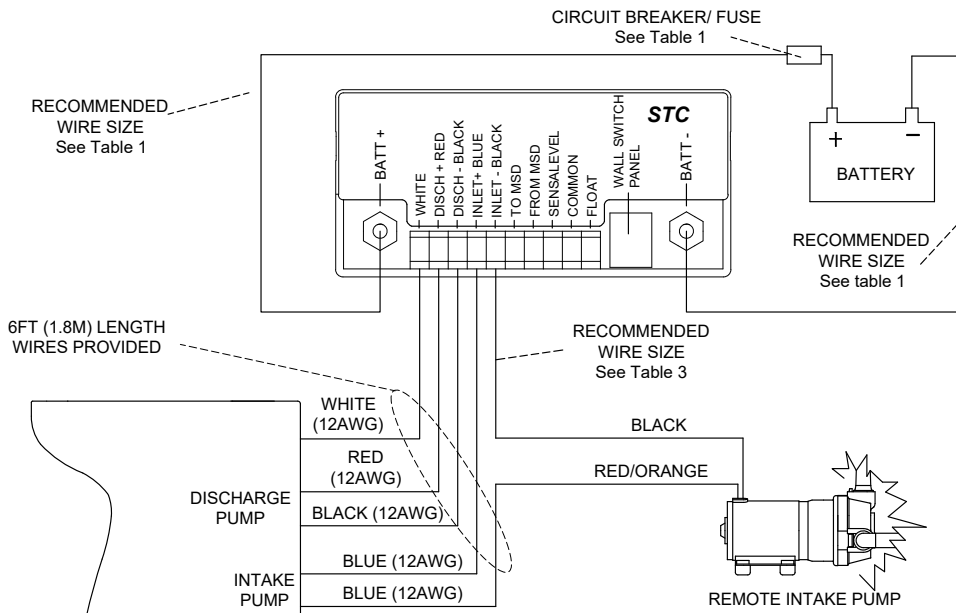 CIRCUIT BREAKER/ FUSE
See Table 1
RECOMMENDED
WIRE SIZE
See Table 1
STC
BATT +
WHITE
DISCH + RED
DISCH - BLACK
INLET+ BLUE
INLET - BLACK
TO MSD
FROM MSD
SENSALEVEL
COMMON
FLOAT
WALL SWITCH
PANEL
BATT -
+
–
BATTERY
RECOMMENDED
WIRE SIZE
See table 1
6FT (1.8M) LENGTH
WIRES PROVIDED
RECOMMENDED
WIRE SIZE
See Table 3
WHITE
(12AWG)
BLACK
RED
(12AWG)
RED/ORANGE
DISCHARGE
PUMP
BLACK (12AWG)
BLUE (12AWG)
INTAKE
PUMP
BLUE (12AWG)
REMOTE INTAKE PUMP